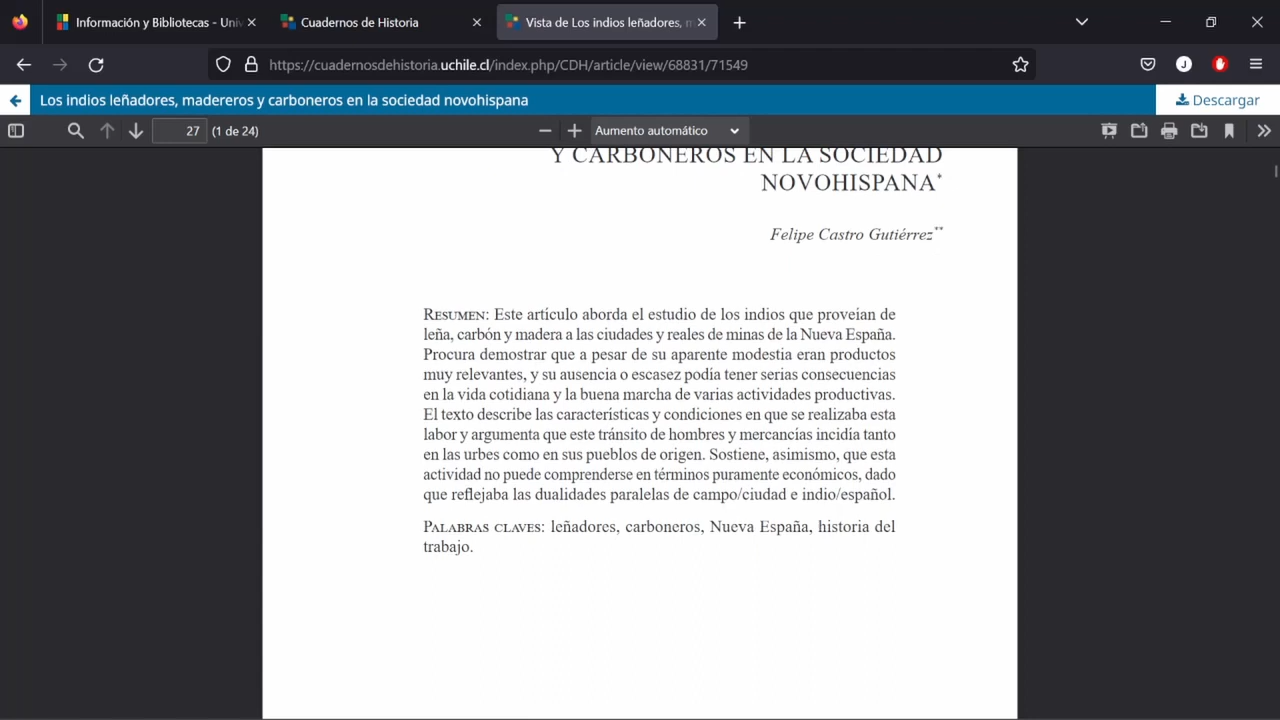 Información y Bibliotecas - Univ
Cuadernos de Historia
Vista de Los indios leñadores, m
https://cuadernosdehistoria.uchile.cl/index.php/CDH/article/view/68831/71549
J
Los indios leñadores, madereros y carboneros en la sociedad novohispana
Descargar
27 (1 de 24)
Aumento automático
Y CARBONEROS EN LA SOCIEDAD
NOVOHISPANA*
Felipe Castro Gutiérrez**
RESUMEN: Este artículo aborda el estudio de los indios que proveían de
leña, carbón y madera a las ciudades y reales de minas de la Nueva España.
Procura demostrar que a pesar de su aparente modestia eran productos
muy relevantes, y su ausencia o escasez podía tener serias consecuencias
en la vida cotidiana y la buena marcha de varias actividades productivas.
El texto describe las características y condiciones en que se realizaba esta
labor y argumenta que este tránsito de hombres y mercancías incidía tanto
en las urbes como en sus pueblos de origen. Sostiene, asimismo, que esta
actividad no puede comprenderse en términos puramente económicos, dado
que reflejaba las dualidades paralelas de campo/ciudad e indio/español.
PALABRAS CLAVES: leñadores, carboneros, Nueva España, historia del
trabajo.